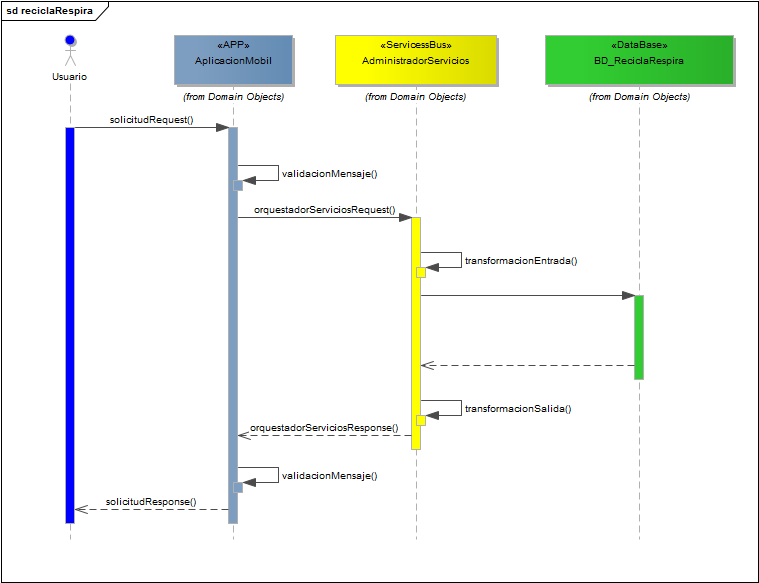 sd reciclaRespira
Usuario
«APP»
AplicacionMobil
(from Domain Objects)
«ServicessBus»
AdministradorServicios
(from Domain Objects)
«DataBase»
BD_ReciclaRespira
(from Domain Objects)
solicitudRequest()
validacionMensaje()
orquestadorServiciosRequest()
transformacionEntrada()
transformacionSalida()
orquestadorServiciosResponse()
validacionMensaje()
solicitudResponse()